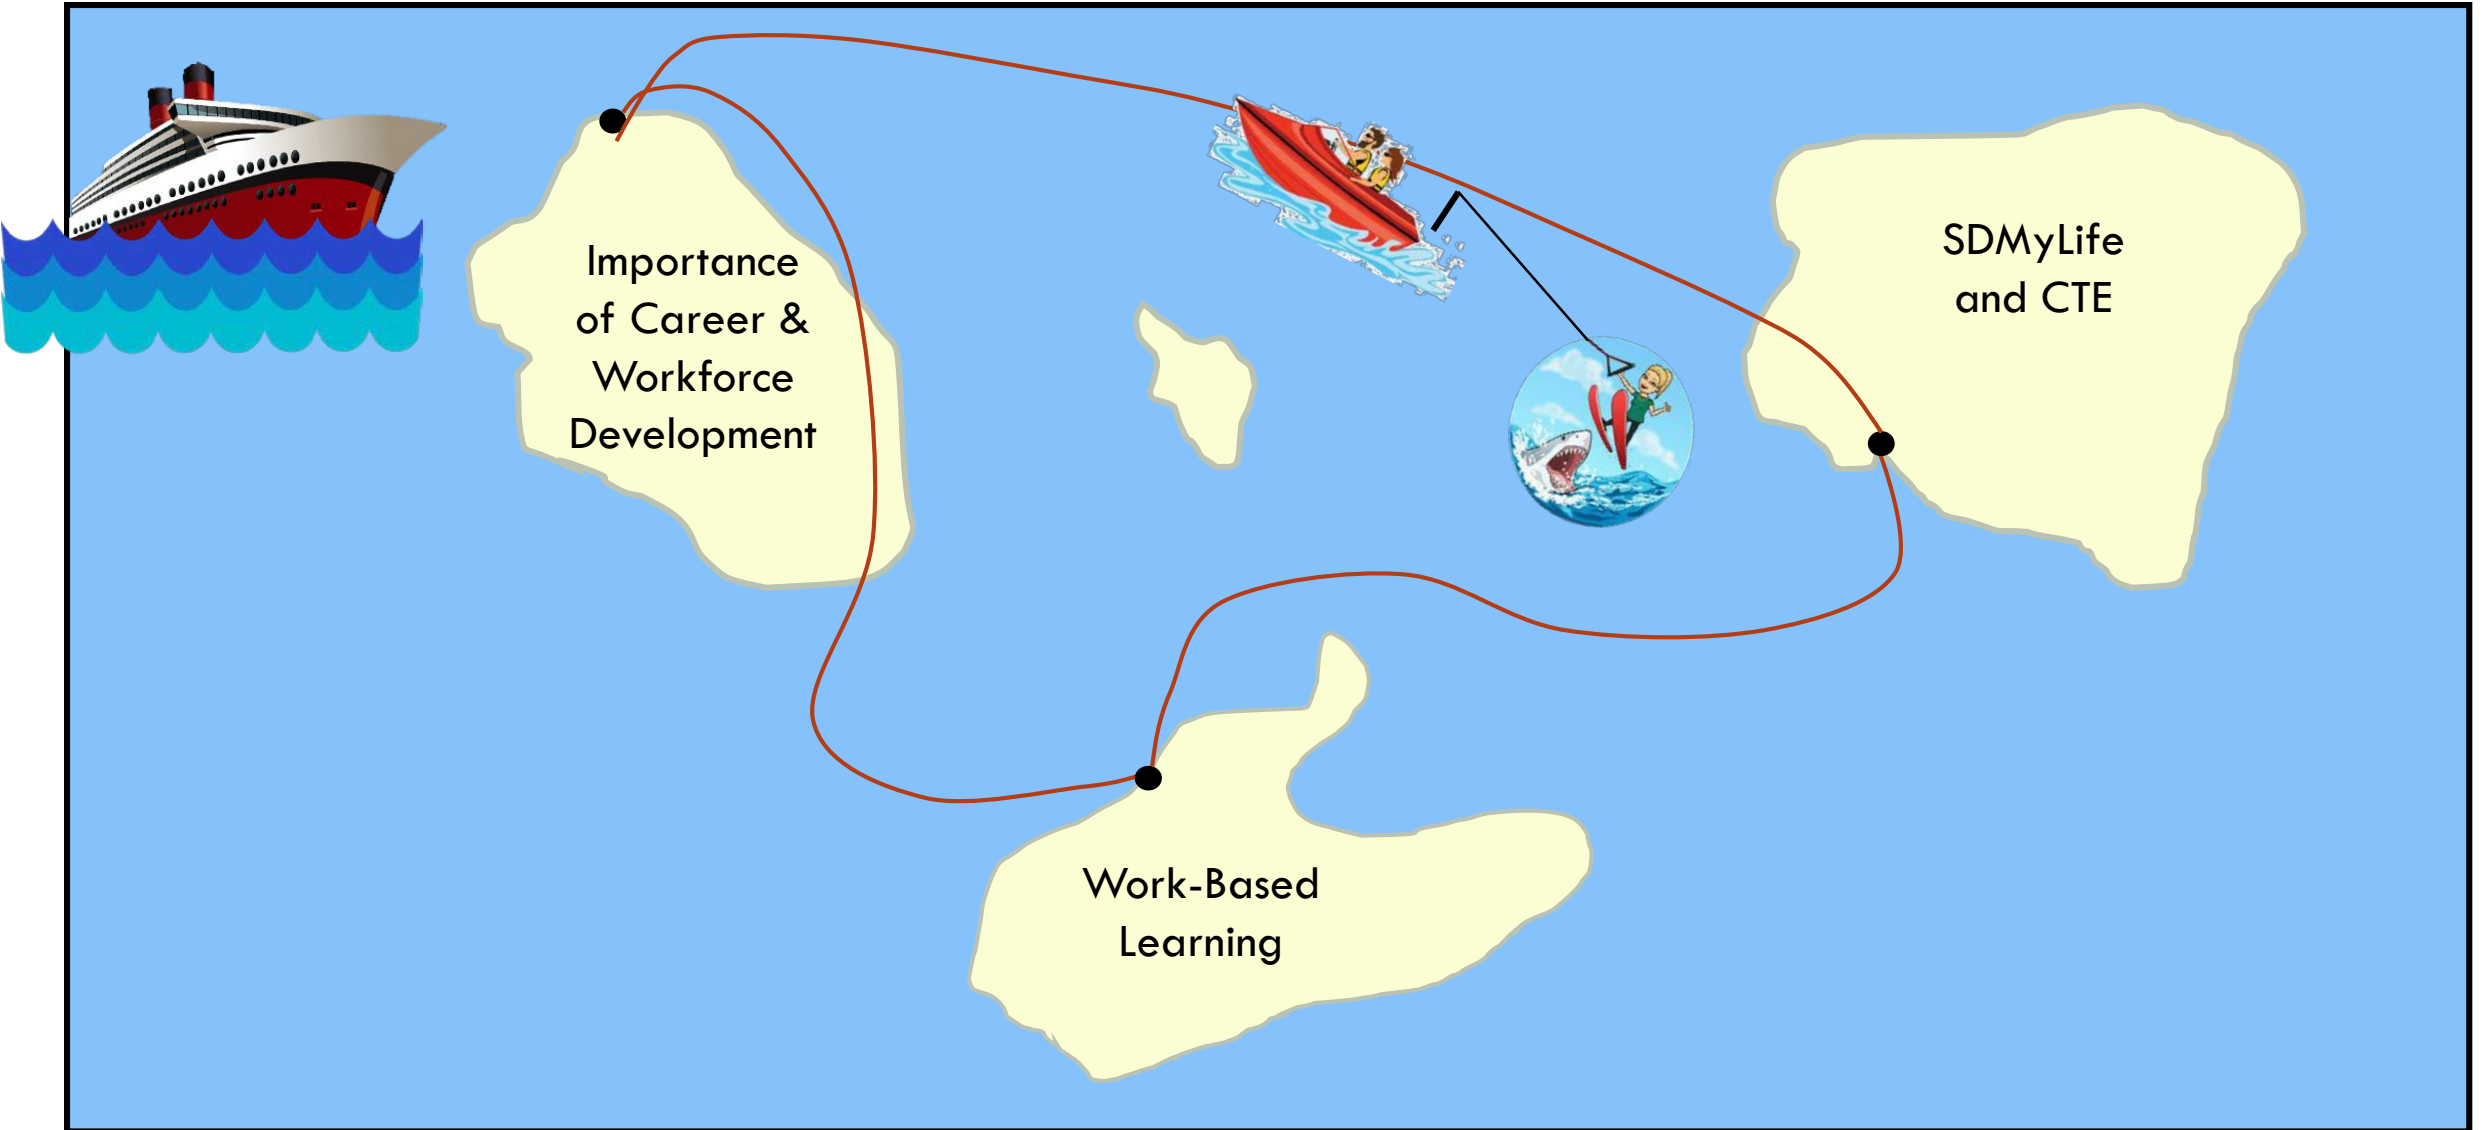 Importance
of Career &
Workforce
Development
SDMyLife
and CTE
Work-Based
Learning